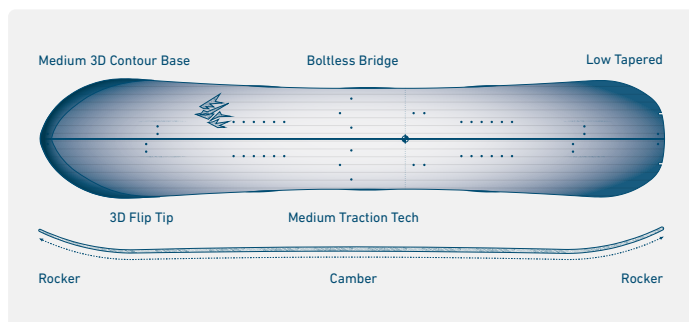 Medium 3D Contour Base
Boltless Bridge
Low Tapered
3D Flip Tip
Medium Traction Tech
Rocker
Camber
Rocker